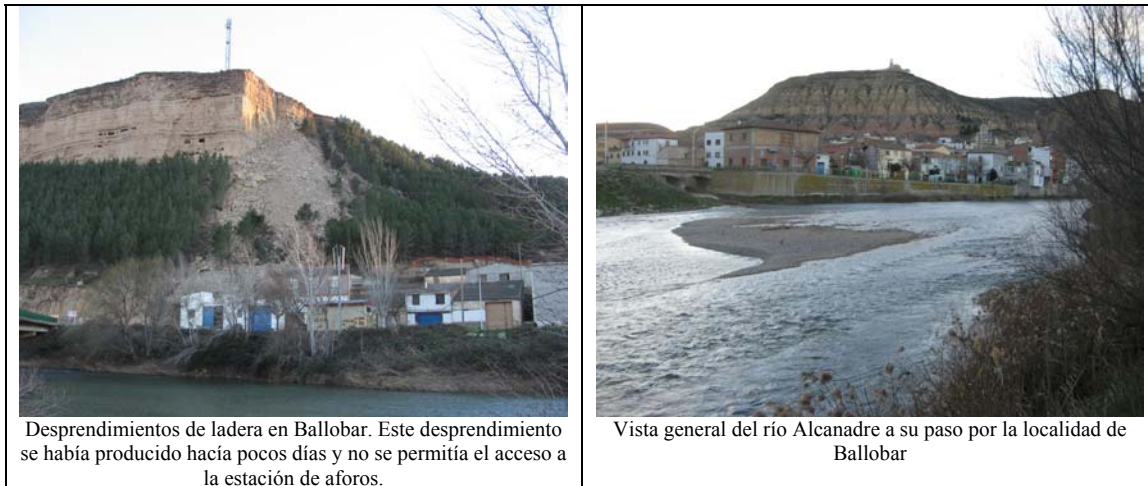 Desprendimientos de ladera en Ballobar. Este desprendimiento
se había producido hacía pocos días y no se permitía el acceso a
la estación de aforos.
Vista general del río Alcanadre a su paso por la localidad de
Ballobar